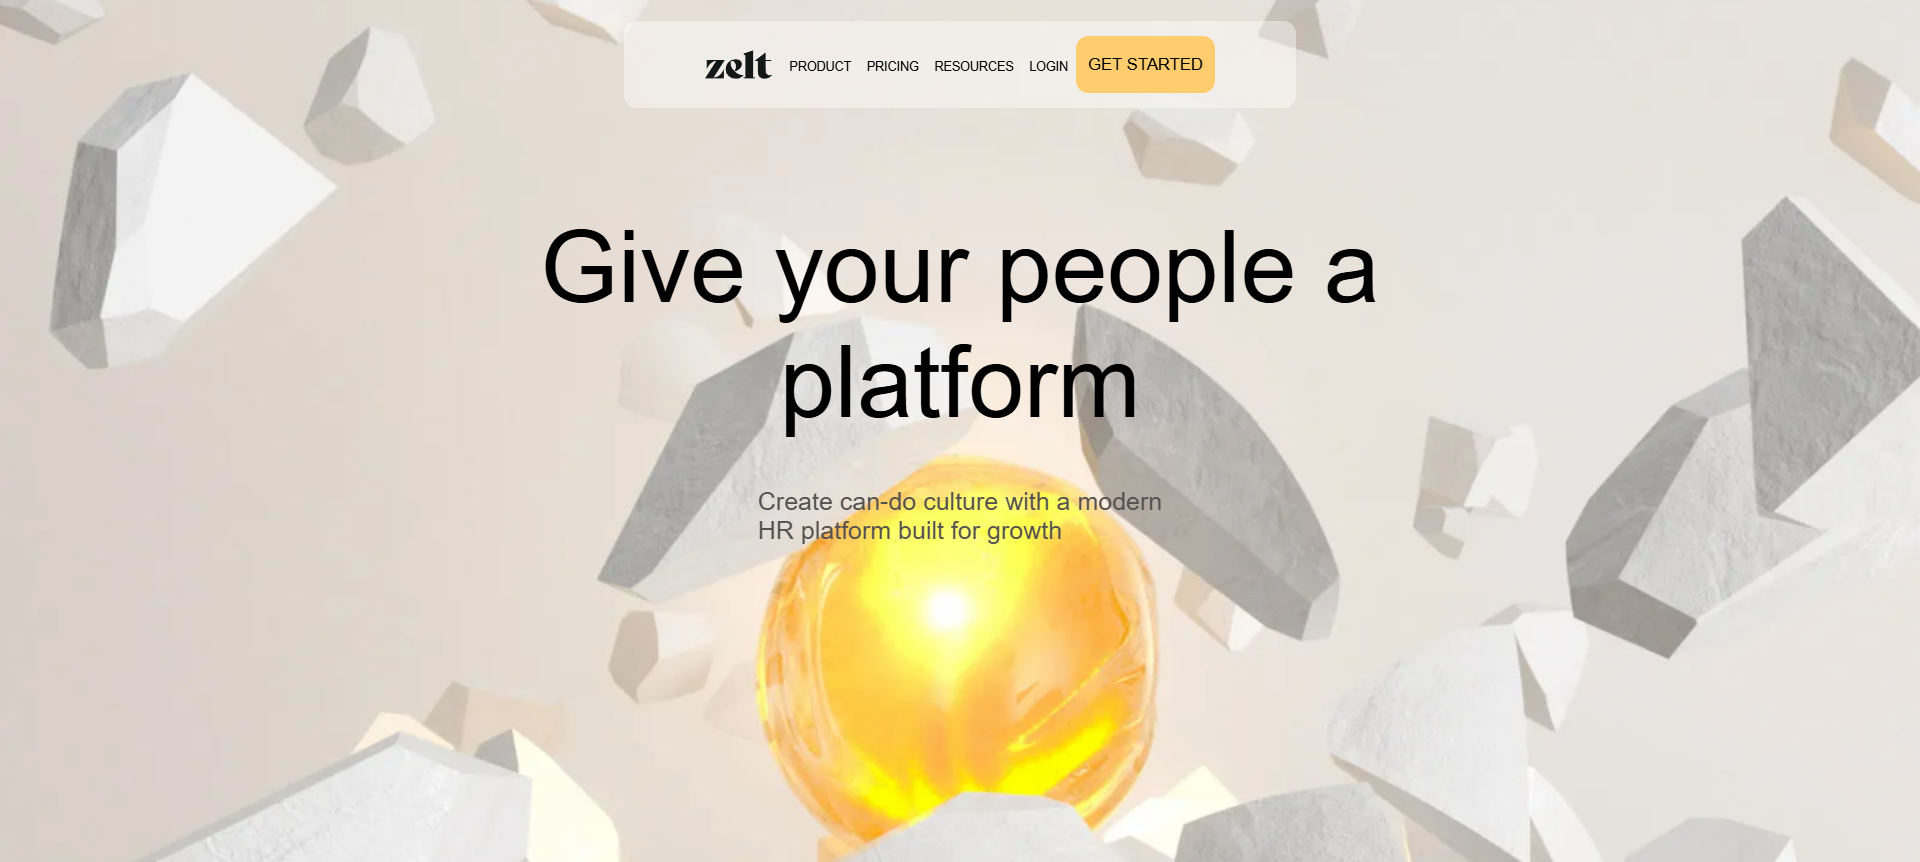 zelt PRODUCT PRICING RESOURCES LOGIN GET STARTED
Give your people a
platform
Create can-do culture with a modern
HR platform built for growth